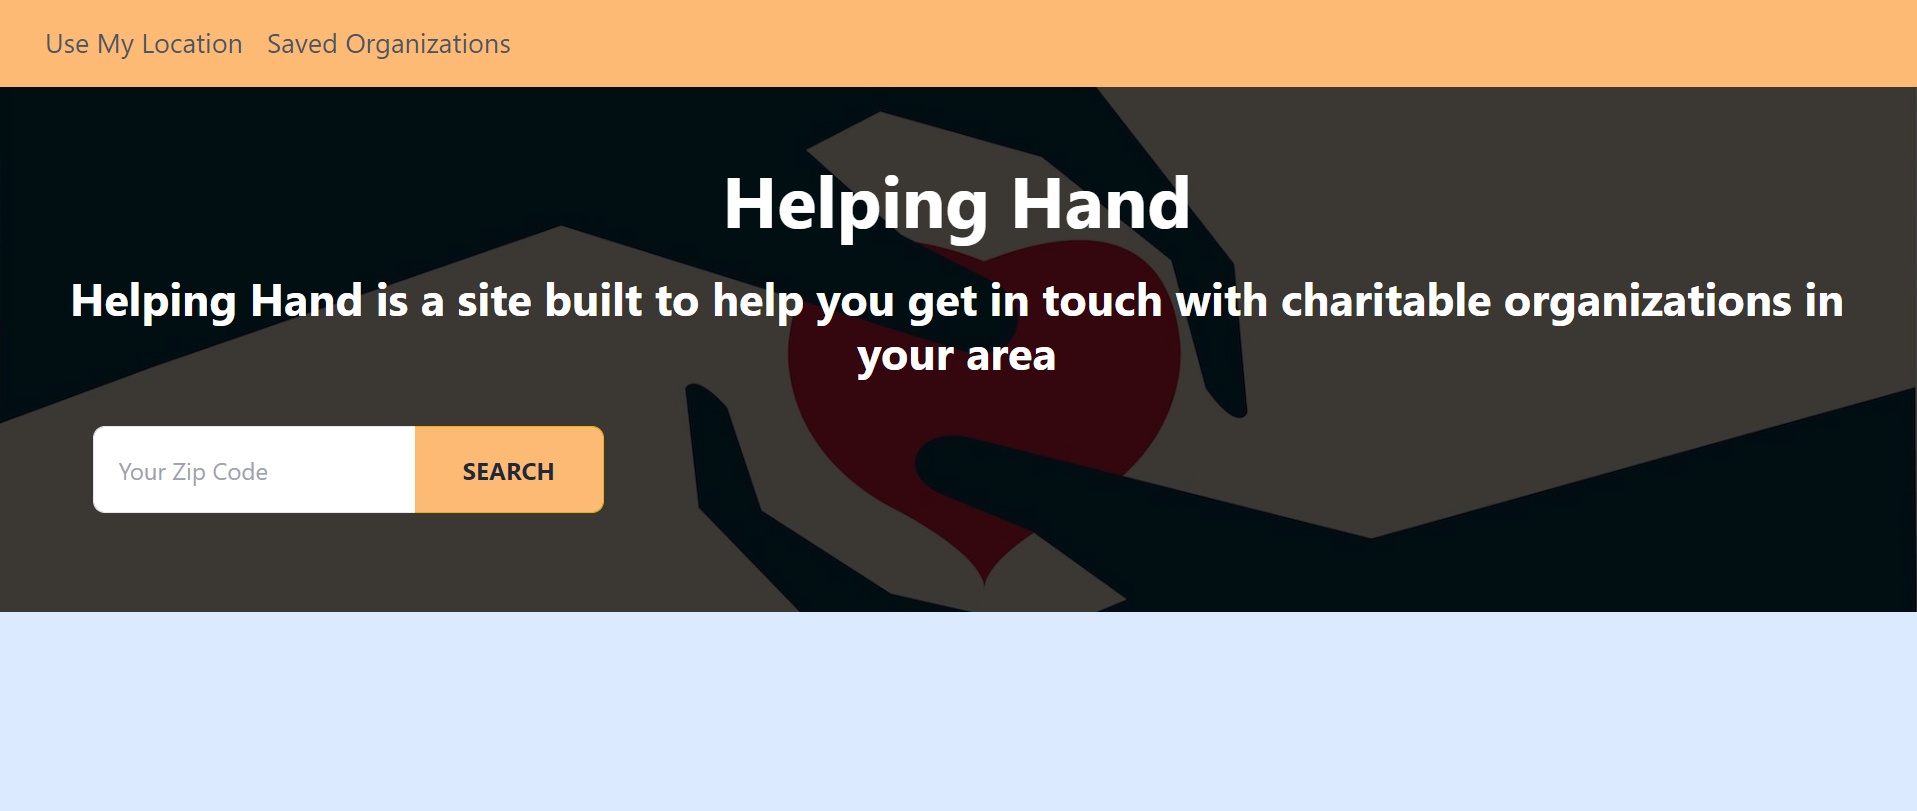 Use My Location Saved Organizations
Helping Hand
Helping Hand is a site built to help you get in touch with charitable organizations in
your area
Your Zip Code SEARCH